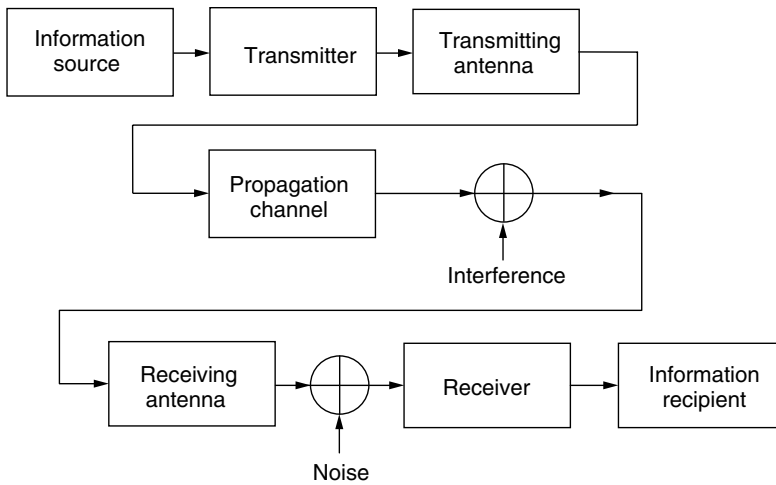 Information
source
Transmitter
Transmitting
antenna
Propagation
channel
Interference
Receiving
antenna
Receiver
Information
recipient
Noise